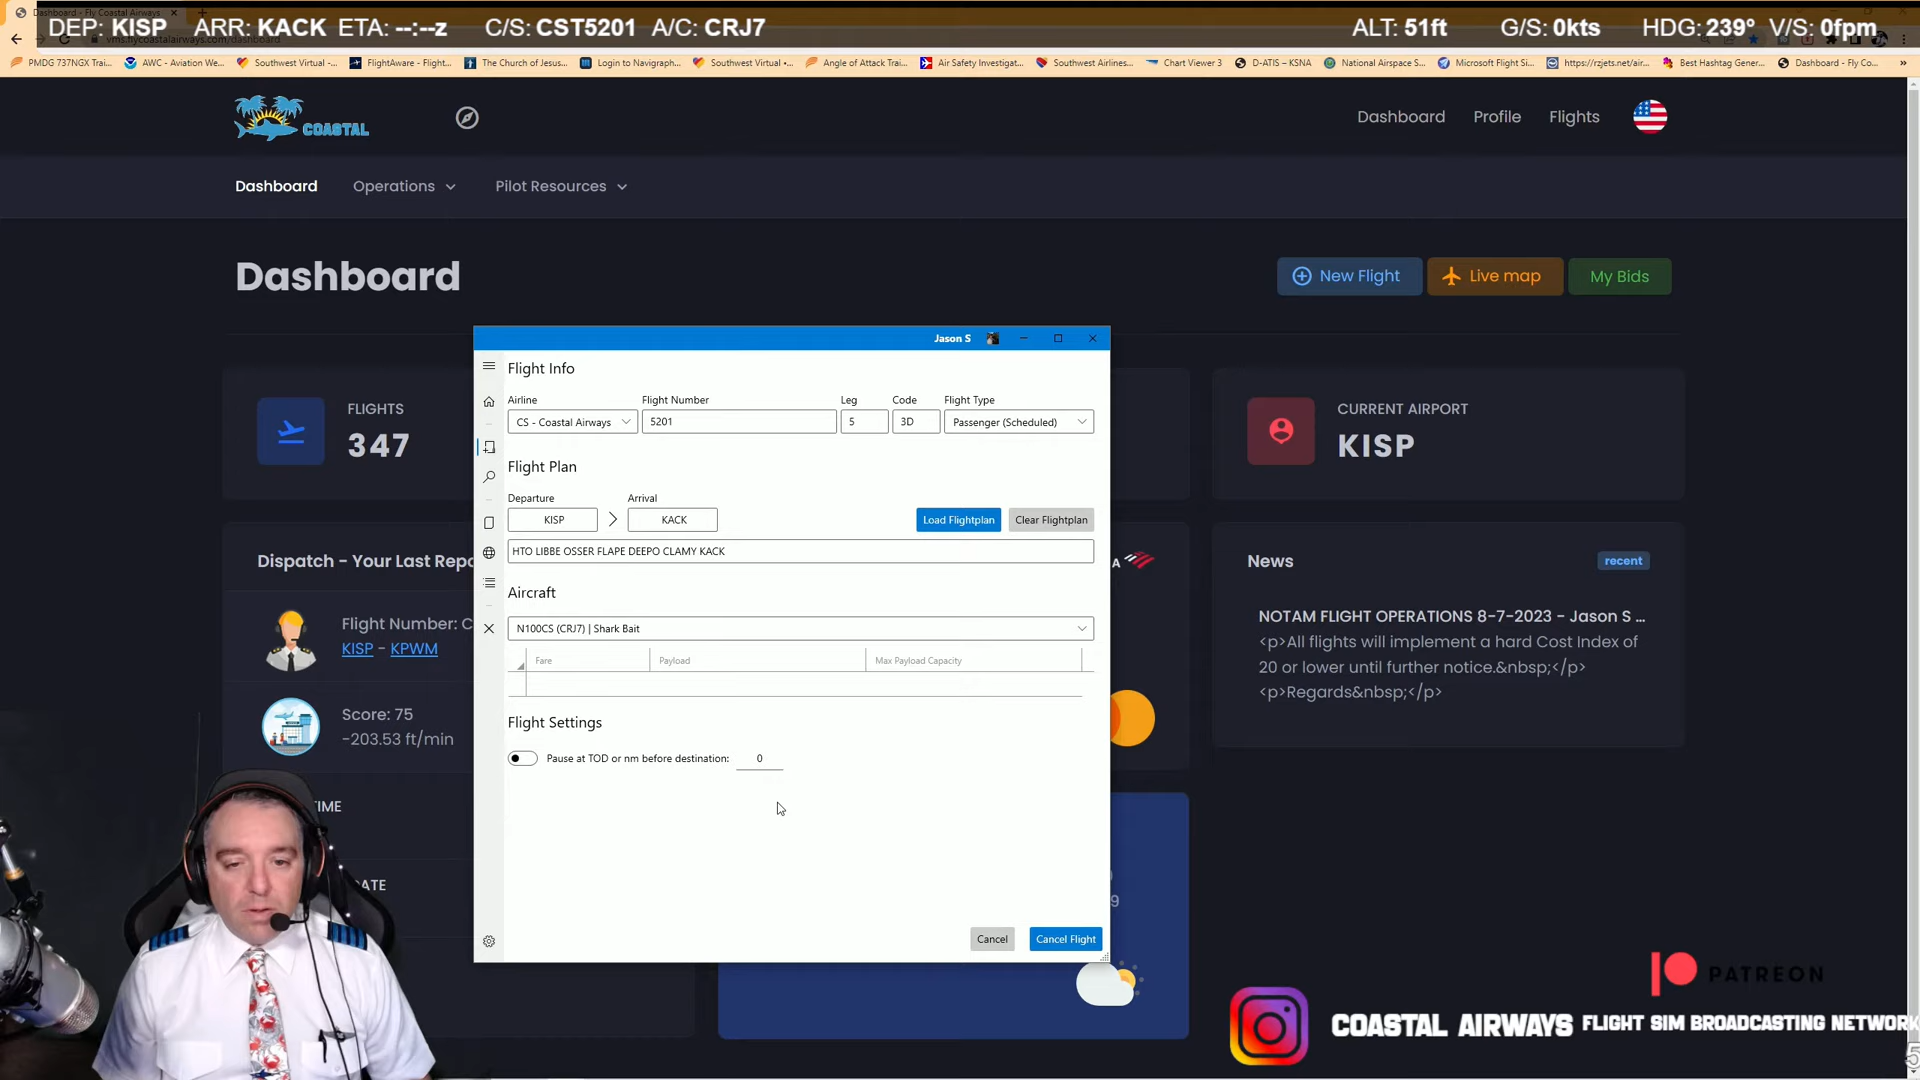 Dashboard - Fly Coastal Airways
DEP: KISP ARR: KACK ETA: --:--z C/S: CST5201 A/C: CRJ7 ALT: 51ft G/S: 0kts HDG: 239° V/S: 0fpm
PMDG 737NGX Trai... AWC - Aviation We... Southwest Virtual -... FlightAware - Flight... The Church of Jesus... Login to Navigraph... Southwest Virtual •... Angle of Attack Trai... Air Safety Investigat... Southwest Airlines... Chart Viewer 3 D-ATIS – KSNA National Airspace S... Microsoft Flight Si... https://rzjets.net/air... Best Hashtag Gener... Dashboard - Fly Co... »
COASTAL
Dashboard Profile Flights
Dashboard Operations Pilot Resources
Dashboard
New Flight Live map My Bids
Jason S
Flight Info
Airline Flight Number Leg Code Flight Type
CS - Coastal Airways 5201 5 3D Passenger (Scheduled)
Flight Plan
Departure Arrival
KISP KACK Load Flightplan Clear Flightplan
HTO LIBBE OSSER FLAPE DEEPO CLAMY KACK
Aircraft
N100CS (CRJ7) | Shark Bait
Fare Payload Max Payload Capacity
Flight Settings
Pause at TOD or nm before destination: 0
Cancel Cancel Flight
FLIGHTS
347
CURRENT AIRPORT
KISP
Dispatch - Your Last Repo
Flight Number: C
KISP - KPWM
Score: 75
-203.53 ft/min
TIME
ATE
News recent
NOTAM FLIGHT OPERATIONS 8-7-2023 - Jason S ...
<p>All flights will implement a hard Cost Index of
20 or lower until further notice.&nbsp;</p>
<p>Regards&nbsp;</p>
PATREON
COASTAL AIRWAYS FLIGHT SIM BROADCASTING NETWORK